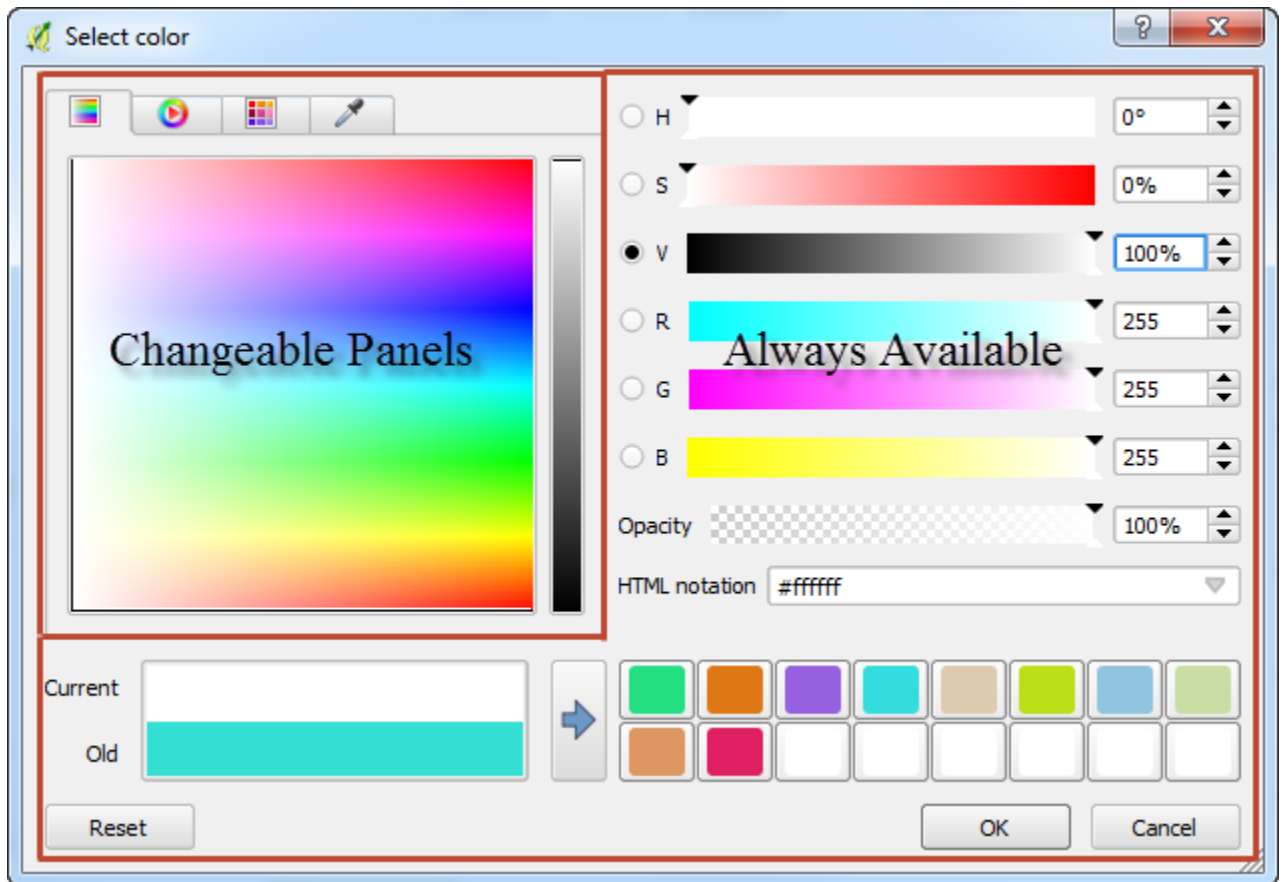 Select color
H 0°
S 0%
V 100%
R 255
Changeable Panels
Always Available
G 255
B 255
Opacity 100%
HTML notation #ffffff
Current
Old
Reset
OK
Cancel